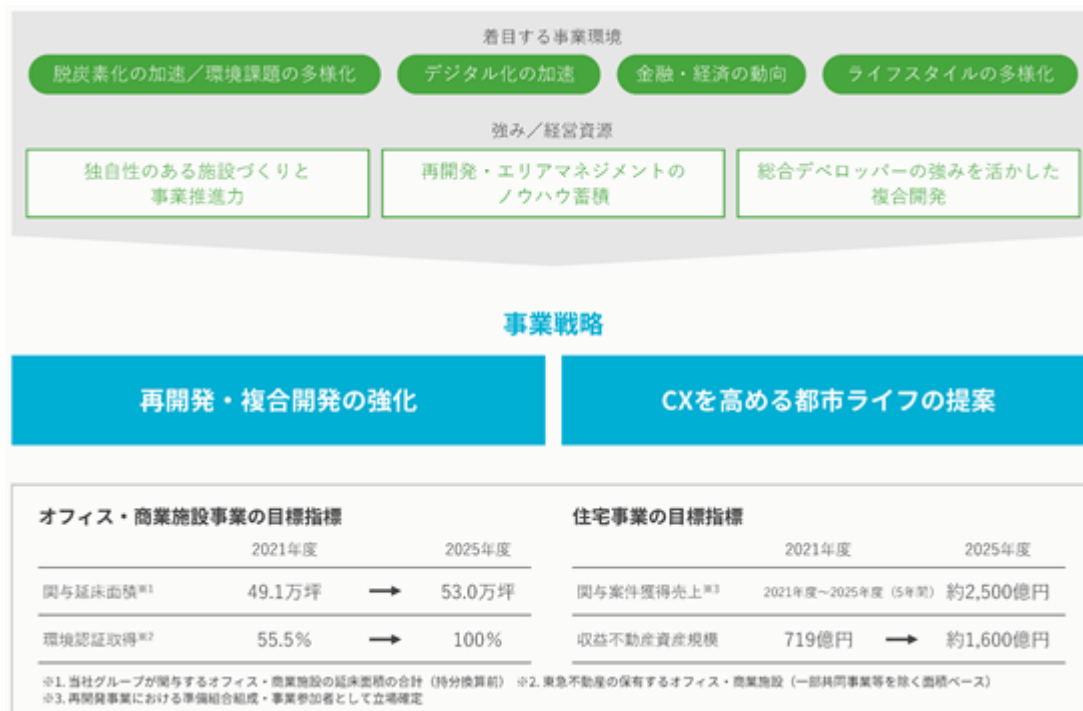 着目する事業環境
脱炭素化の加速／環境課題の多様化 デジタル化の加速 金融・経済の動向 ライフスタイルの多様化
強み／経営資源
独自性のある施設づくりと
事業推進力
再開発・エリアマネジメントの
ノウハウ蓄積
総合デベロッパーの強みを活かした
複合開発
事業戦略
再開発・複合開発の強化
CXを高める都市ライフの提案
オフィス・商業施設事業の目標指標
2021年度 2025年度
関与延床面積※1 49.1万坪 → 53.0万坪
環境認証取得※2 55.5% → 100%
住宅事業の目標指標
2021年度 2025年度
関与案件獲得売上※3 2021年度～2025年度（5年間） 約2,500億円
収益不動産資産規模 719億円 → 約1,600億円
※1. 当社グループが関与するオフィス・商業施設の延床面積の合計（持分換算前） ※2. 東急不動産の保有するオフィス・商業施設（一部共同事業等を除く面積ベース）
※3. 再開発事業における準備組合組成・事業参加者として立場確定